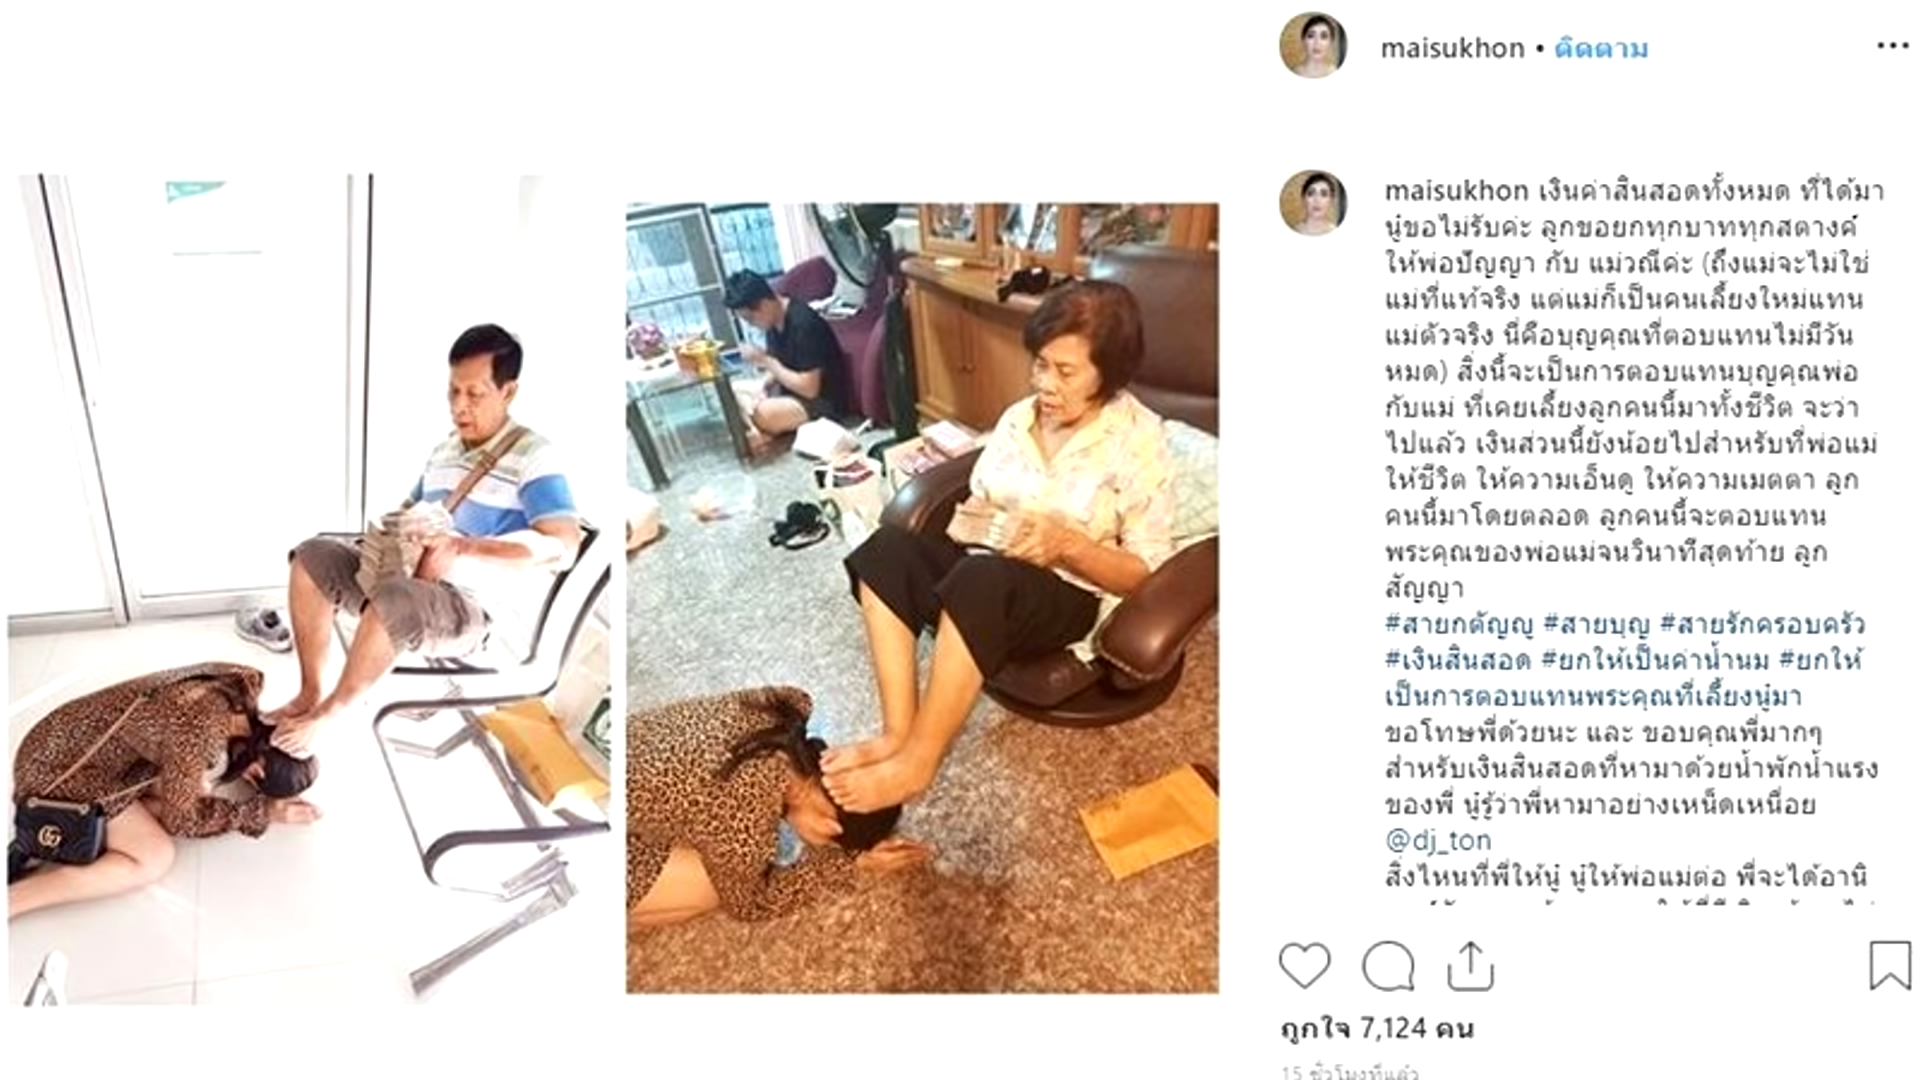 maisukhon • ติดตาม
maisukhon เงินค่าสินสอดทั้งหมด ที่ได้มา
นู๋ขอไม่รับค่ะ ลูกขอยกทุกบาททุกสตางค์
ให้พ่อปัญญา กับ แม่วณีค่ะ (ถึงแม่จะไม่ใช่
แม่ที่แท้จริง แต่แม่ก็เป็นคนเลี้ยงใหม่แทน
แม่ตัวจริง นี่คือบุญคุณที่ตอบแทนไม่มีวัน
หมด) สิ่งนี้จะเป็นการตอบแทนบุญคุณพ่อ
กับแม่ ที่เคยเลี้ยงลูกคนนี้มาทั้งชีวิต จะว่า
ไปแล้ว เงินส่วนนี้ยังน้อยไปสำหรับที่พ่อแม่
ให้ชีวิต ให้ความเอ็นดู ให้ความเมตตา ลูก
คนนี้มาโดยตลอด ลูกคนนี้จะตอบแทน
พระคุณของพ่อแม่จนวินาทีสุดท้าย ลูก
สัญญา
#สายกตัญญู #สายบุญ #สายรักครอบครัว
#เงินสินสอด #ยกให้เป็นค่าน้ำนม #ยกให้
เป็นการตอบแทนพระคุณที่เลี้ยงนู๋มา
ขอโทษพี่ด้วยนะ และ ขอบคุณพี่มากๆ
สำหรับเงินสินสอดที่หามาด้วยน้ำพักน้ำแรง
ของพี่ นู๋รู้ว่าพี่หามาอย่างเหน็ดเหนื่อย
@dj_ton
สิ่งไหนที่พี่ให้นู๋ นู๋ให้พ่อแม่ต่อ พี่จะได้อานิ
ถูกใจ 7,124 คน
15 ชั่วโมงที่แล้ว